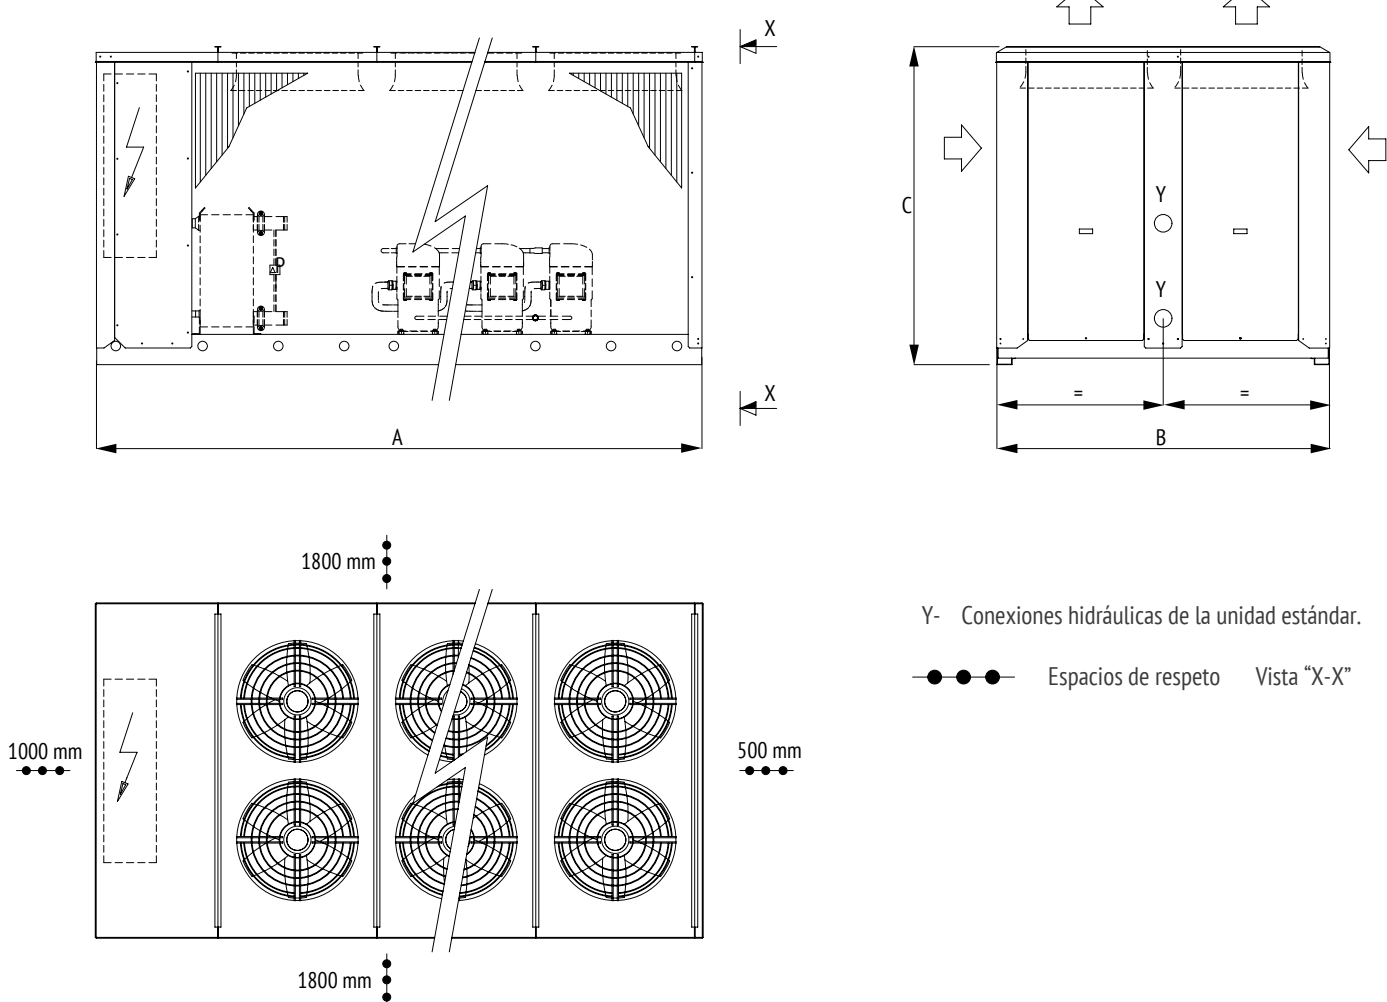 X
Y
C
Y
X
=
=
A
B
1800 mm
Y- Conexiones hidráulicas de la unidad estándar.
Espacios de respeto Vista “X-X”
1000 mm
500 mm
1800 mm